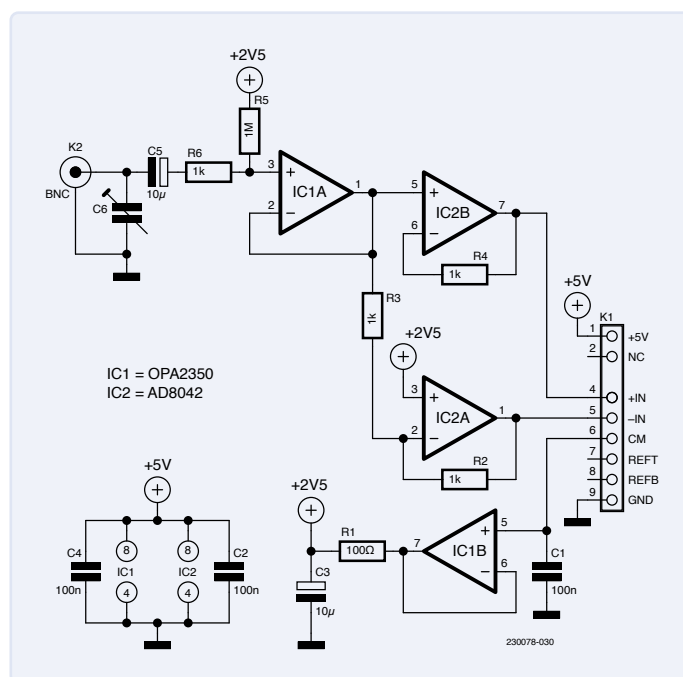 +2V5
R5
1M
K2
BNC
C5
10µ
R6
1k
C6
3
2
1
IC1A
5
6
7
IC2B
R4
1k
R3
1k
+2V5
+5V
K1
1 +5V
2 NC
4 +IN
5 –IN
6 CM
7 REFT
8 REFB
9 GND
IC1 = OPA2350
IC2 = AD8042
3
2
1
IC2A
R2
1k
+5V
C4
100n
8
IC1
4
8
IC2
4
C2
100n
+2V5
R1
100Ω
C3
10µ
7
5
6
IC1B
C1
100n
230078-030